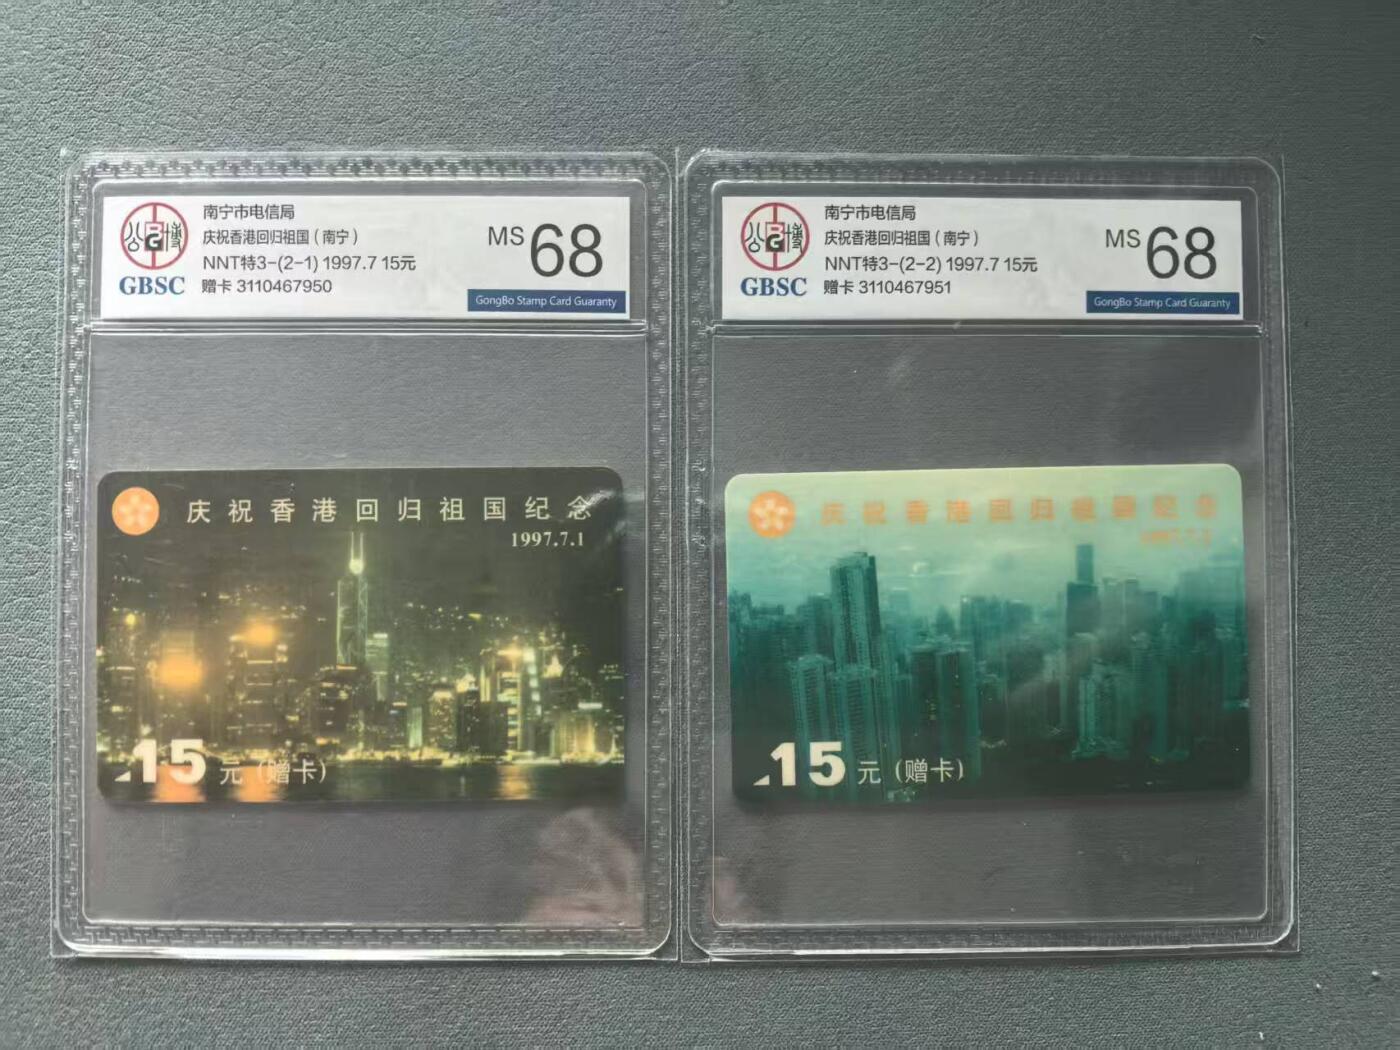 南宁市电信局
庆祝香港回归祖国（南宁）
NNT特3-(2-1) 1997.7 15元
赠卡 3110467950
MS 68
GBSC
GongBo Stamp Card Guaranty
庆祝香港回归祖国纪念
1997.7.1
15元（赠卡）
南宁市电信局
庆祝香港回归祖国（南宁）
NNT特3-(2-2) 1997.7 15元
赠卡 3110467951
MS 68
GBSC
GongBo Stamp Card Guaranty
庆祝香港回归祖国纪念
1997.7.1
15元（赠卡）